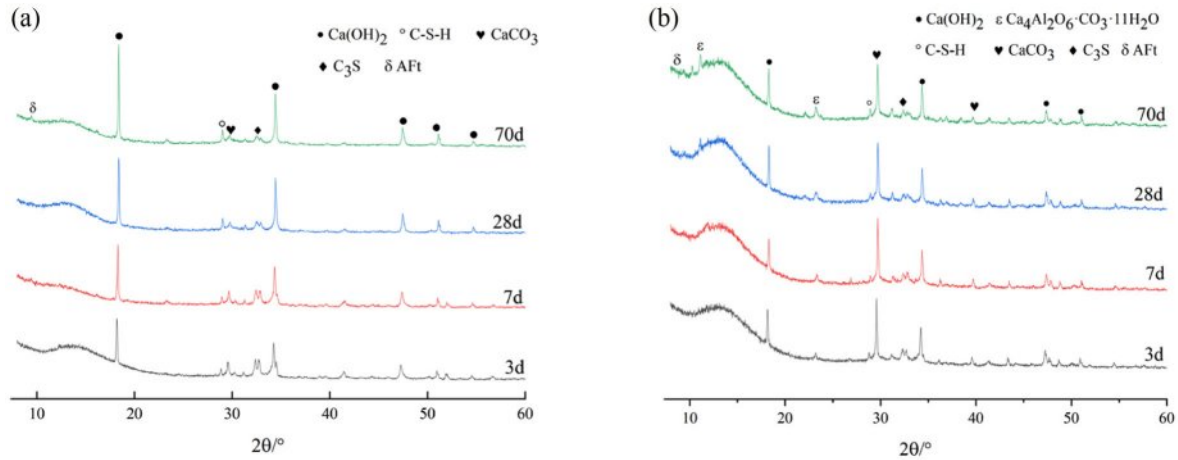 (a)
● Ca(OH)₂ ○ C-S-H ♥ CaCO₃
♦ C₃S δ AFt
δ
70d
28d
7d
3d
10 20 30 40 50 60
2θ/°
(b)
● Ca(OH)₂ ε Ca₄Al₂O₆·CO₃·11H₂O
○ C-S-H ♥ CaCO₃ ♦ C₃S δ AFt
δ ε
ε
70d
28d
7d
3d
10 20 30 40 50 60
2θ/°